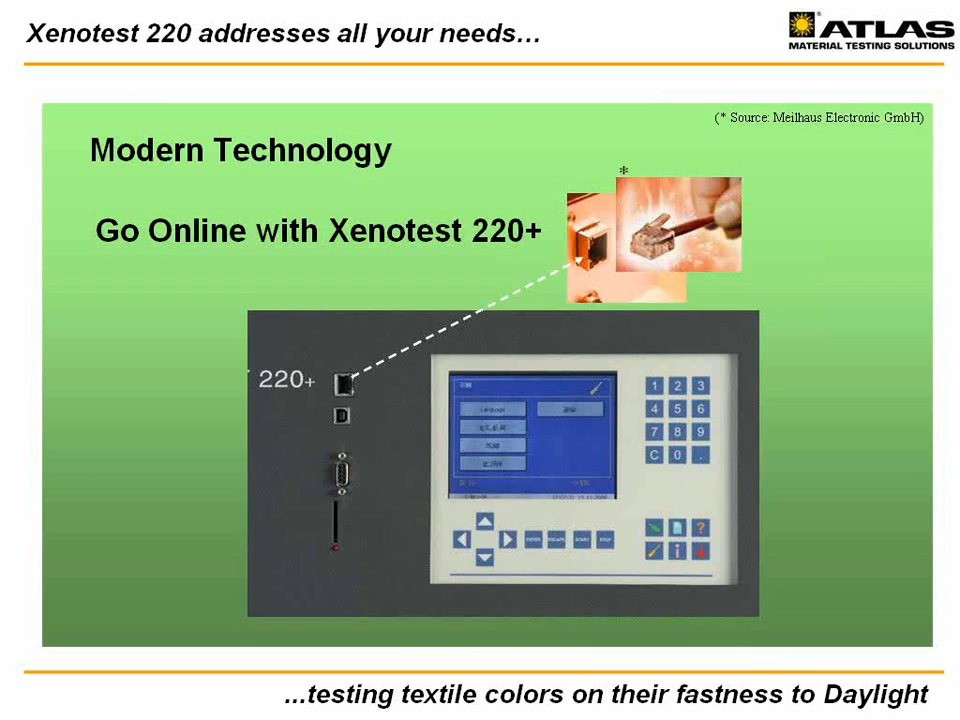 Xenotest 220 addresses all your needs…
ATLAS
MATERIAL TESTING SOLUTIONS
(* Source: Meilhaus Electronic GmbH)
Modern Technology
*
Go Online with Xenotest 220+
220+
Language
1 2 3
4 5 6
7 8 9
C 0 .
ENTER ESCAPE START STOP
? i
...testing textile colors on their fastness to Daylight